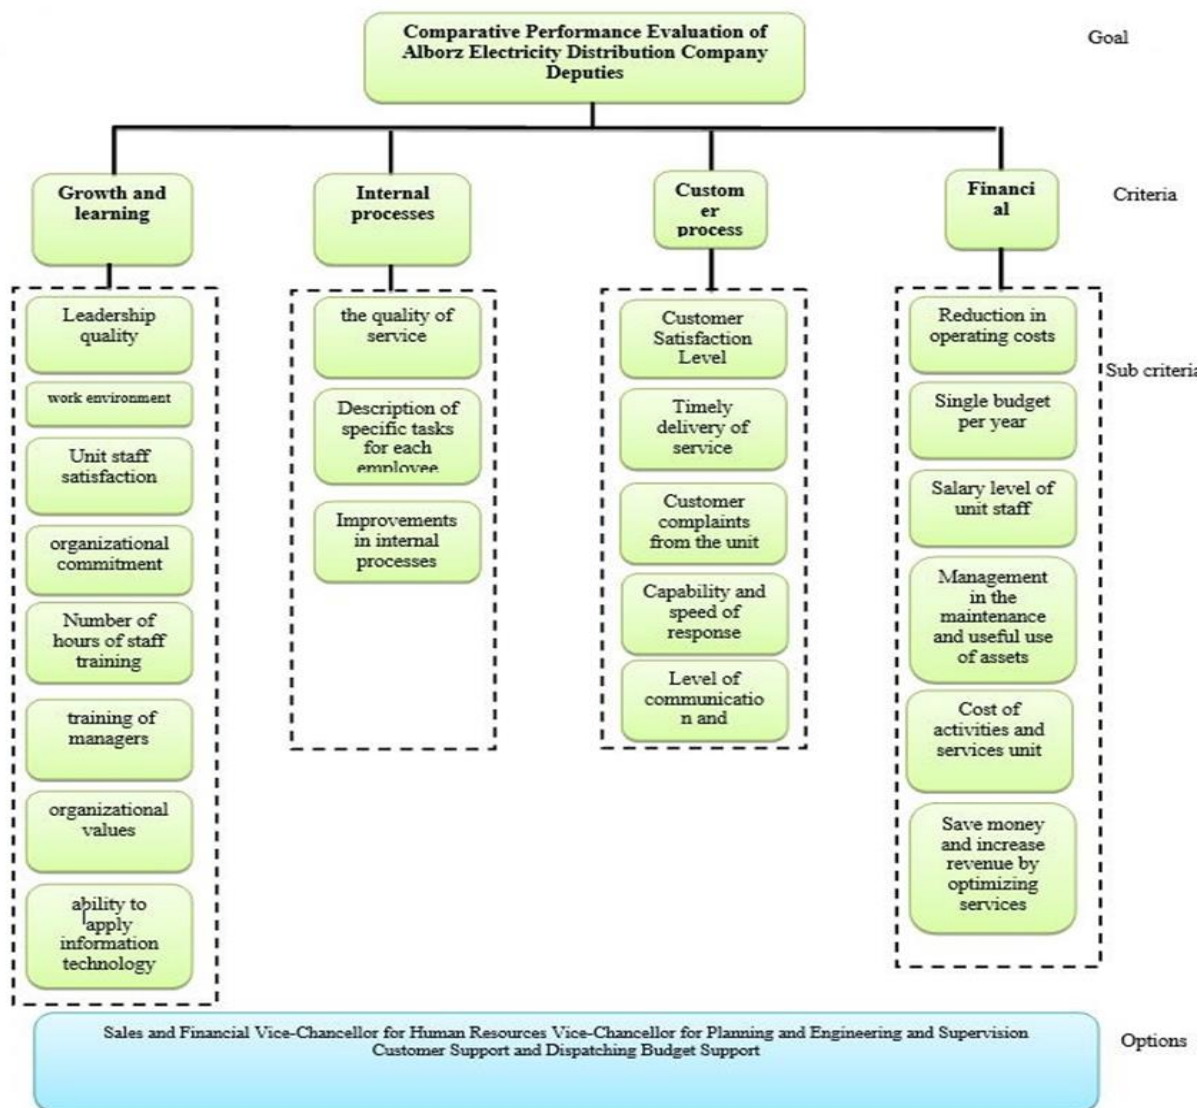 Comparative Performance Evaluation of
Alborz Electricity Distribution Company
Deputies
Goal
Growth and
learning
Internal
processes
Custom
er
process
Financi
al
Criteria
Leadership
quality
work environment
Unit staff
satisfaction
organizational
commitment
Number of
hours of staff
training
training of
managers
organizational
values
ability to
apply
information
technology
the quality of
service
Description of
specific tasks
for each
employee
Improvements
in internal
processes
Customer
Satisfaction
Level
Timely
delivery of
service
Customer
complaints
from the unit
Capability and
speed of
response
Level of
communicatio
n and
Reduction in
operating costs
Single budget
per year
Salary level of
unit staff
Management
in the
maintenance
and useful use
of assets
Cost of
activities and
services unit
Save money
and increase
revenue by
optimizing
services
Sub criteria
Sales and Financial Vice-Chancellor for Human Resources Vice-Chancellor for Planning and Engineering and Supervision
Customer Support and Dispatching Budget Support
Options